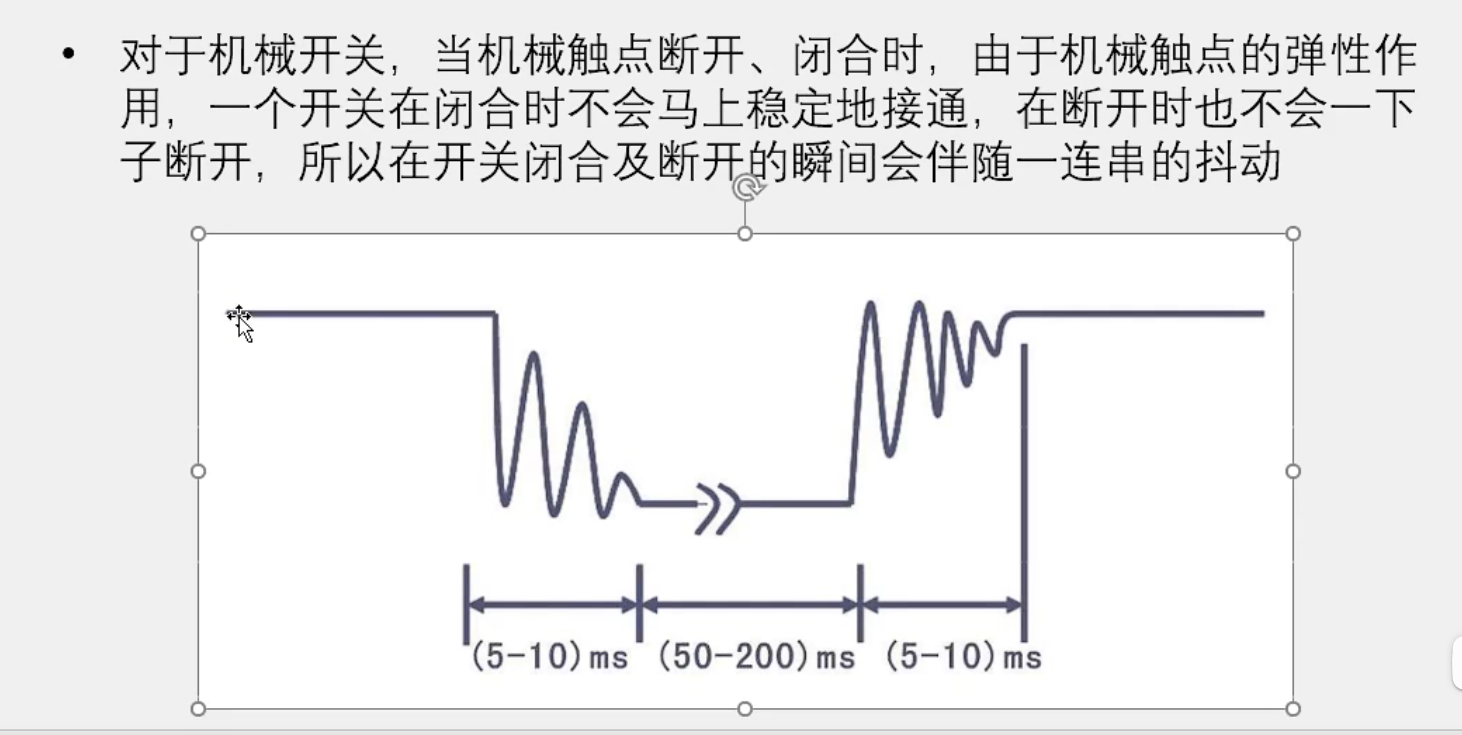 • 对于机械开关，当机械触点断开、闭合时，由于机械触点的弹性作
用，一个开关在闭合时不会马上稳定地接通，在断开时也不会一下
子断开，所以在开关闭合及断开的瞬间会伴随一连串的抖动
(5-10)ms (50-200)ms (5-10)ms